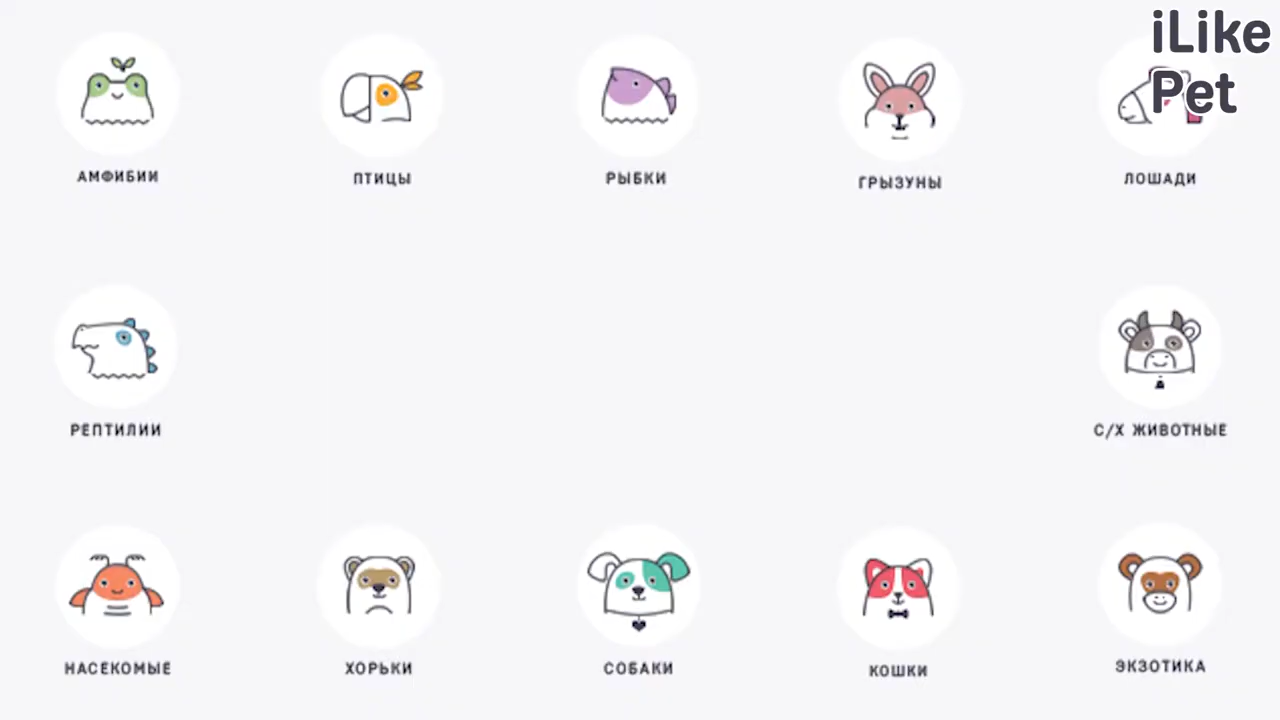 iLike
Pet
АМФИБИИ
ПТИЦЫ
РЫБКИ
ГРЫЗУНЫ
ЛОШАДИ
РЕПТИЛИИ
С/Х ЖИВОТНЫЕ
НАСЕКОМЫЕ
ХОРЬКИ
СОБАКИ
КОШКИ
ЭКЗОТИКА